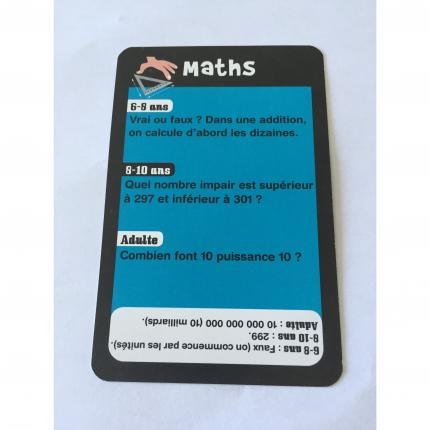 Maths
6-8 ans
Vrai ou faux ? Dans une addition,
on calcule d'abord les dizaines.
8-10 ans
Quel nombre impair est supérieur
à 297 et inférieur à 301 ?
Adulte
Combien font 10 puissance 10 ?
6-8 ans : Faux (on commence par les unités).
8-10 ans : 299.
Adulte : 10 000 000 000 (10 milliards).